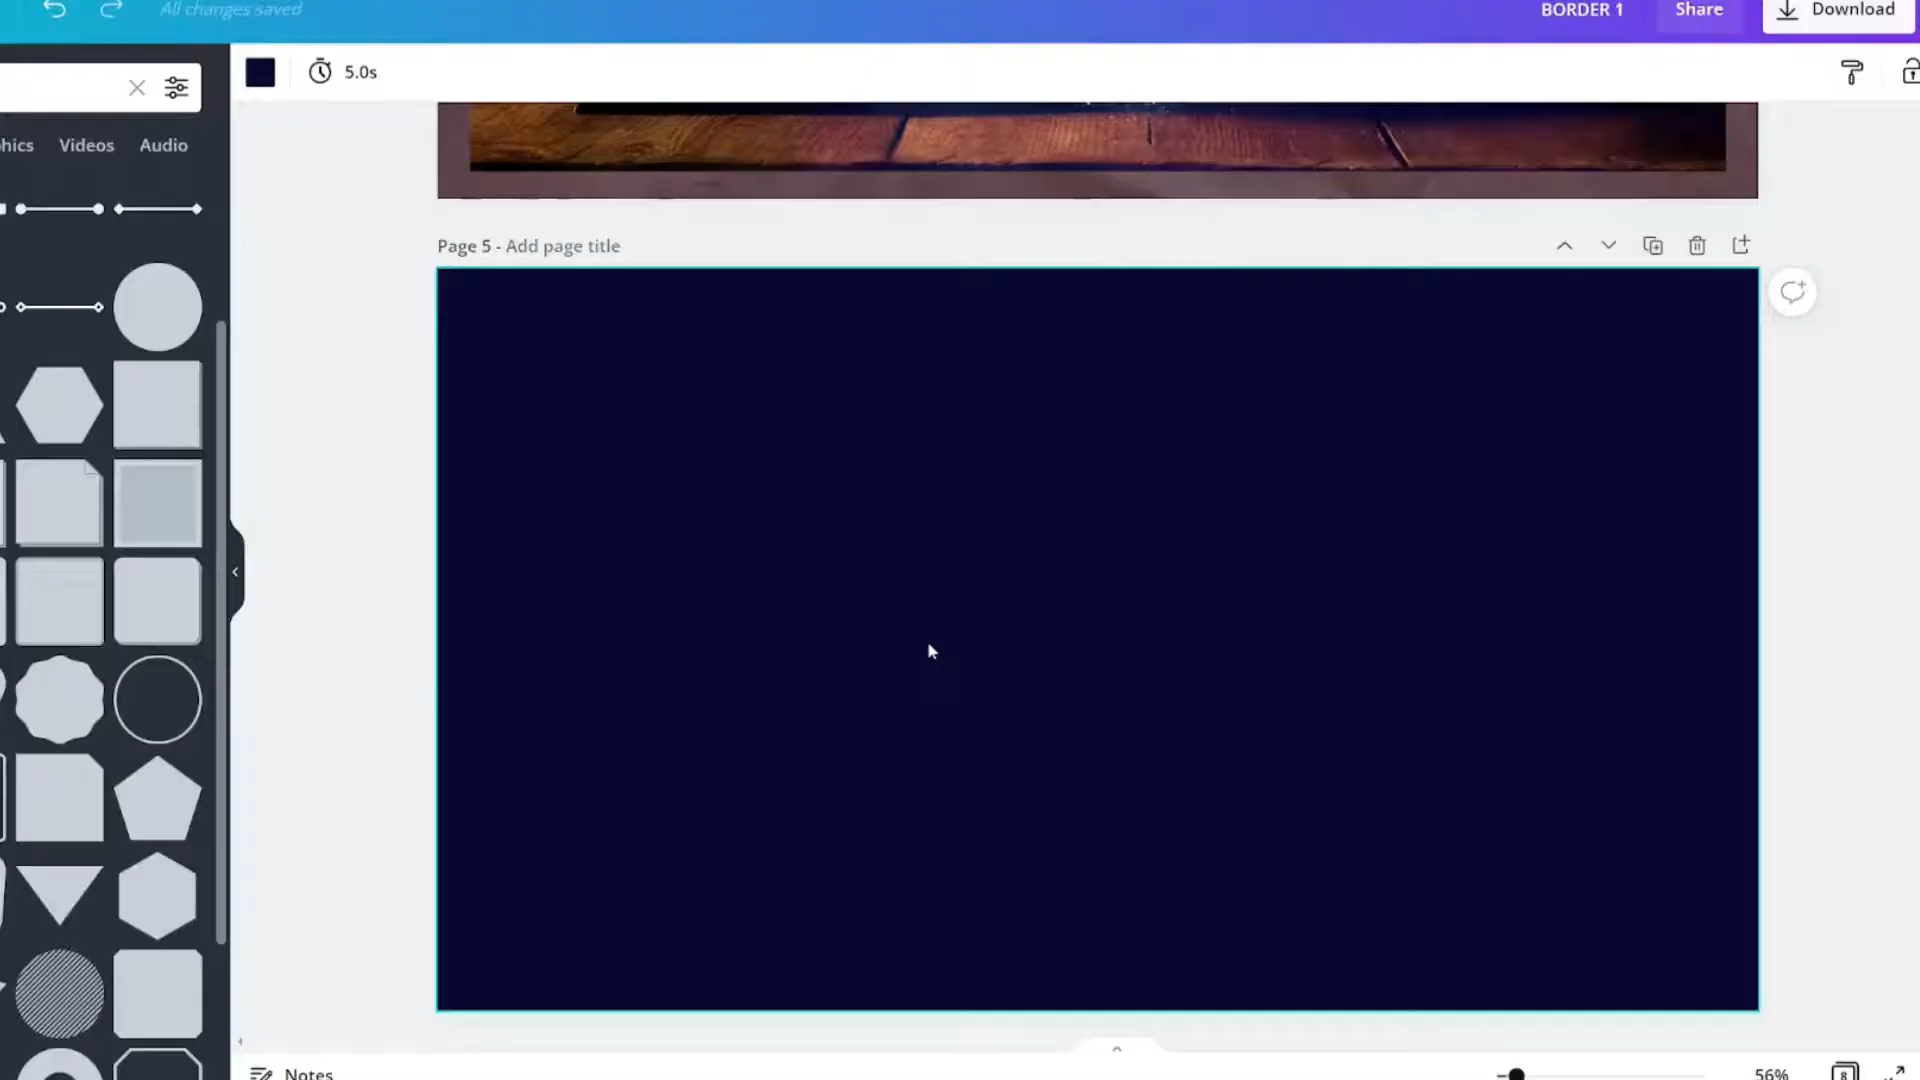 All changes saved
BORDER 1
Share
Download
5.0s
hics
Videos
Audio
Page 5 - Add page title
Notes
56%
8